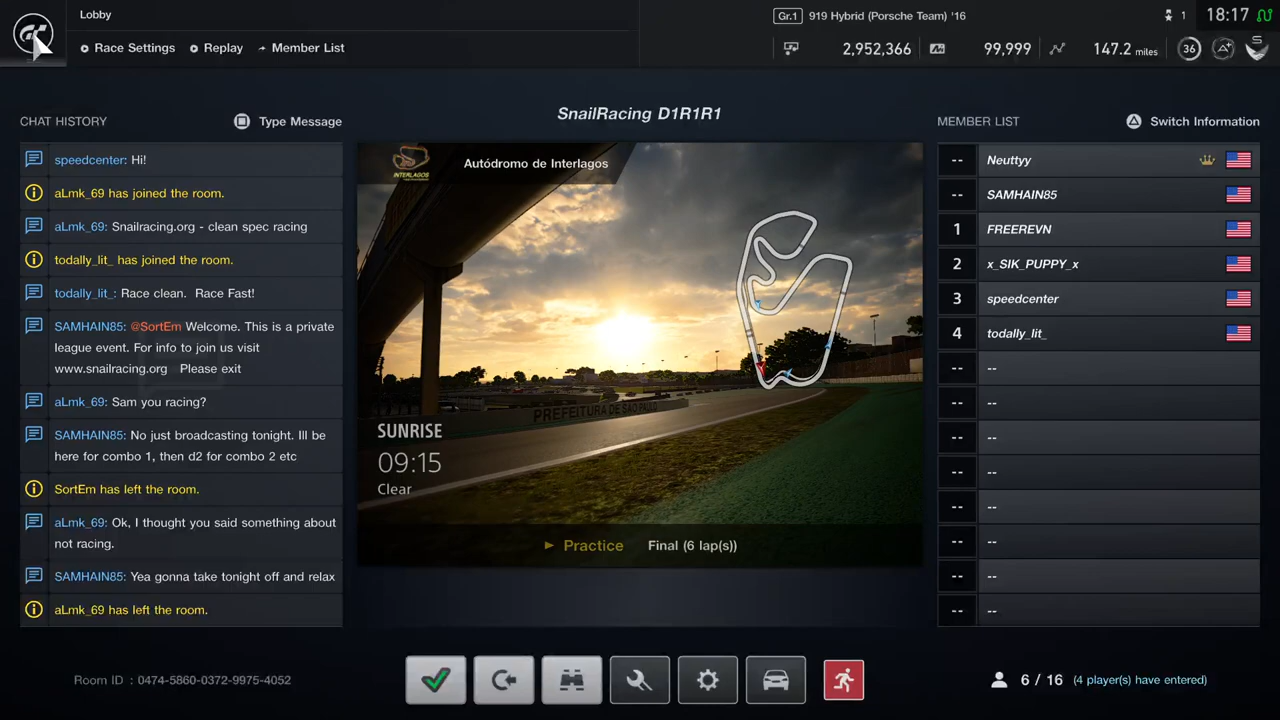 Lobby
Gr.1 919 Hybrid (Porsche Team) '16
1 18:17
Race Settings Replay Member List
2,952,366 99,999 147.2 miles 36
CHAT HISTORY Type Message
SnailRacing D1R1R1
MEMBER LIST Switch Information
speedcenter: Hi!
aLmk_69 has joined the room.
aLmk_69: Snailracing.org - clean spec racing
todally_lit_ has joined the room.
todally_lit_: Race clean. Race Fast!
SAMHAIN85: @SortEm Welcome. This is a private
league event. For info to join us visit
www.snailracing.org Please exit
aLmk_69: Sam you racing?
SAMHAIN85: No just broadcasting tonight. Ill be
here for combo 1, then d2 for combo 2 etc
SortEm has left the room.
aLmk_69: Ok, I thought you said something about
not racing.
SAMHAIN85: Yea gonna take tonight off and relax
aLmk_69 has left the room.
INTERLAGOS
Autódromo de Interlagos
PREFEITURA DE SÃO PAULO
SUNRISE
09:15
Clear
Practice Final (6 lap(s))
-- Neuttyy
-- SAMHAIN85
1 FREEREVN
2 x_SIK_PUPPY_x
3 speedcenter
4 todally_lit_
-- --
-- --
-- --
-- --
-- --
-- --
-- --
-- --
Room ID : 0474-5860-0372-9975-4052
6 / 16 (4 player(s) have entered)